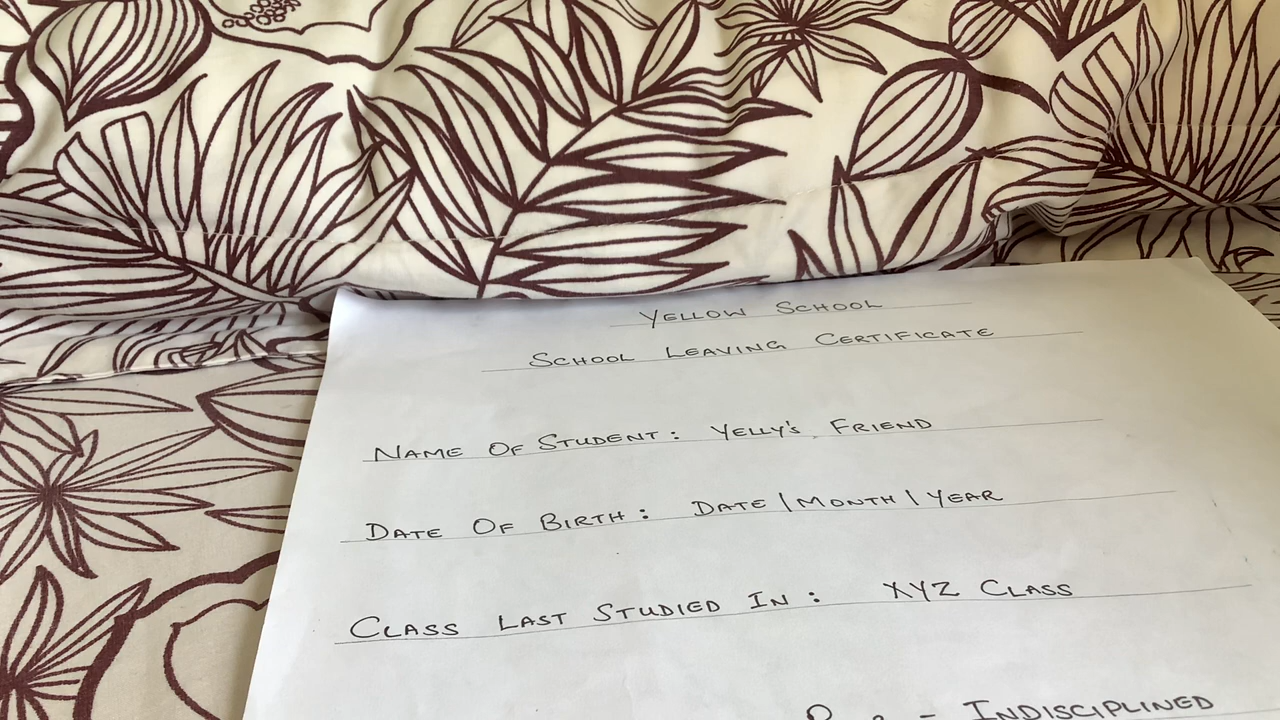 YELLOW SCHOOL
SCHOOL LEAVING CERTIFICATE
NAME OF STUDENT: YELLY'S FRIEND
DATE OF BIRTH: DATE/MONTH/YEAR
CLASS LAST STUDIED IN: XYZ CLASS
- INDISCIPLINED